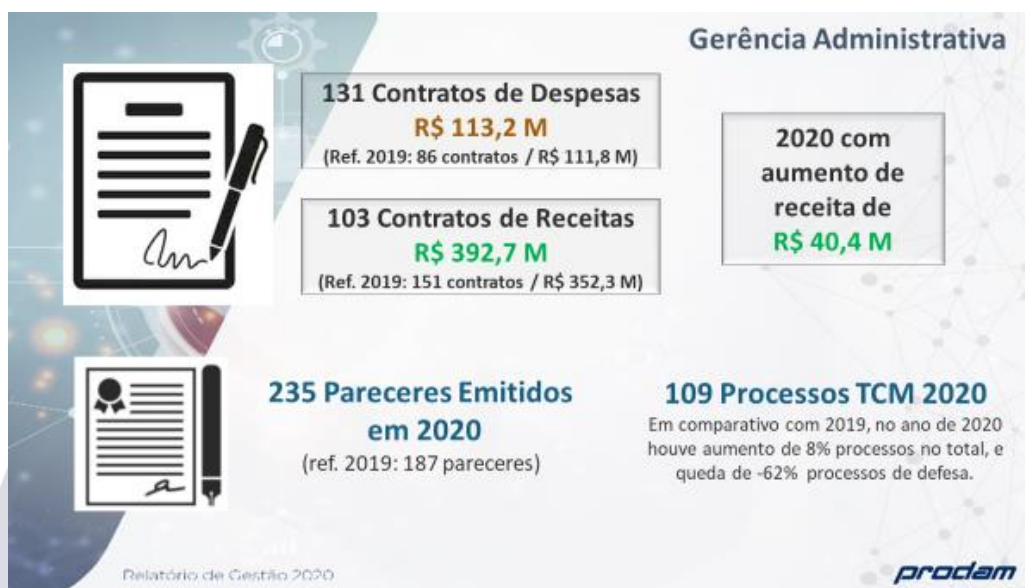 Gerência Administrativa
131 Contratos de Despesas
R$ 113,2 M
(Ref. 2019: 86 contratos / R$ 111,8 M)
103 Contratos de Receitas
R$ 392,7 M
(Ref. 2019: 151 contratos / R$ 352,3 M)
2020 com
aumento de
receita de
R$ 40,4 M
235 Pareceres Emitidos
em 2020
(ref. 2019: 187 pareceres)
109 Processos TCM 2020
Em comparativo com 2019, no ano de 2020
houve aumento de 8% processos no total, e
queda de -62% processos de defesa.
Relatório de Gestão 2020
prodam